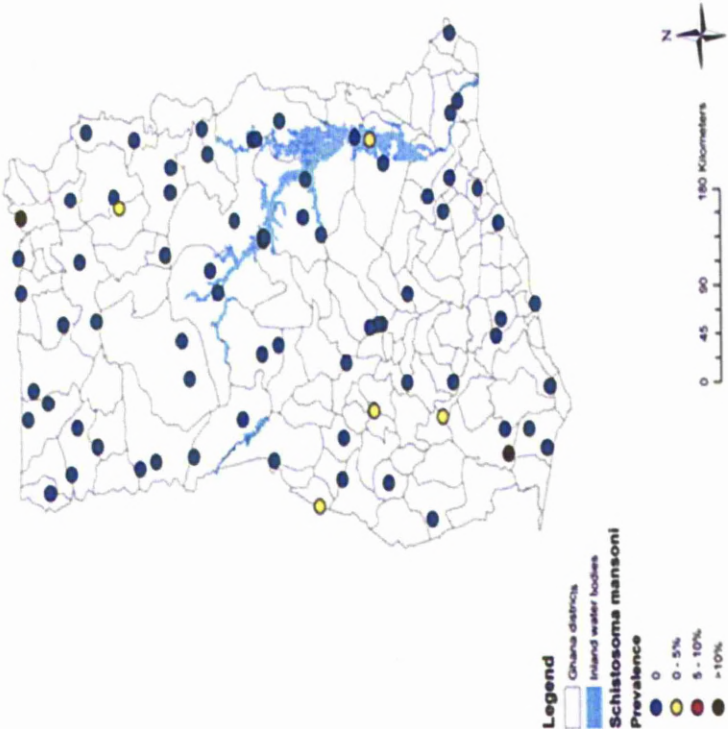 N
0 45 90 180 Kilometers
Legend
Ghana districts
Inland water bodies
Schistosoma mansoni
Prevalence
0
0 - 5%
5 - 10%
>10%